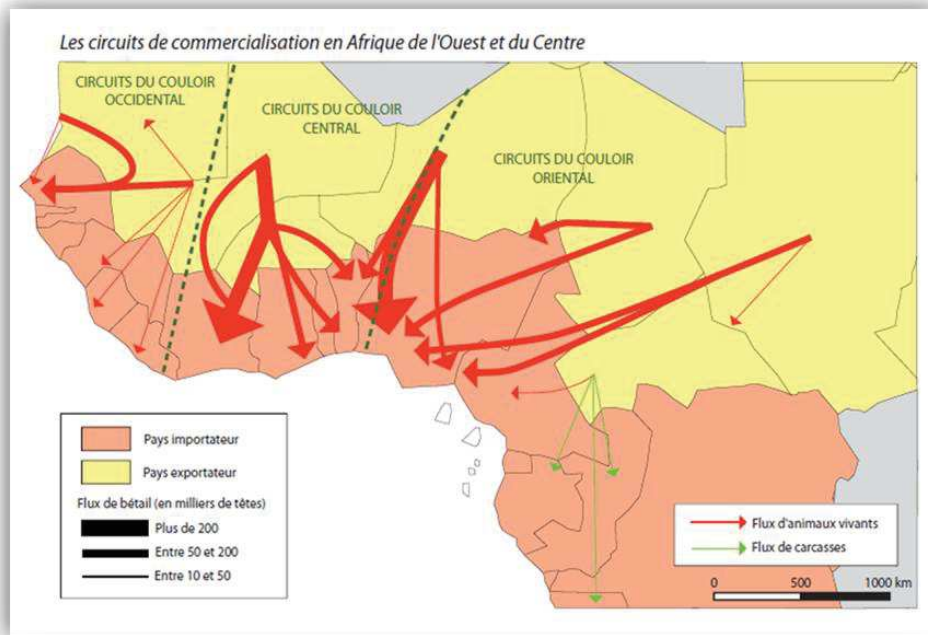 Les circuits de commercialisation en Afrique de l'Ouest et du Centre
CIRCUITS DU COULOIR
OCCIDENTAL
CIRCUITS DU COULOIR
CENTRAL
CIRCUITS DU COULOIR
ORIENTAL
Pays importateur
Pays exportateur
Flux de bétail (en milliers de têtes)
Plus de 200
Entre 50 et 200
Entre 10 et 50
Flux d'animaux vivants
Flux de carcasses
0 500 1000 km